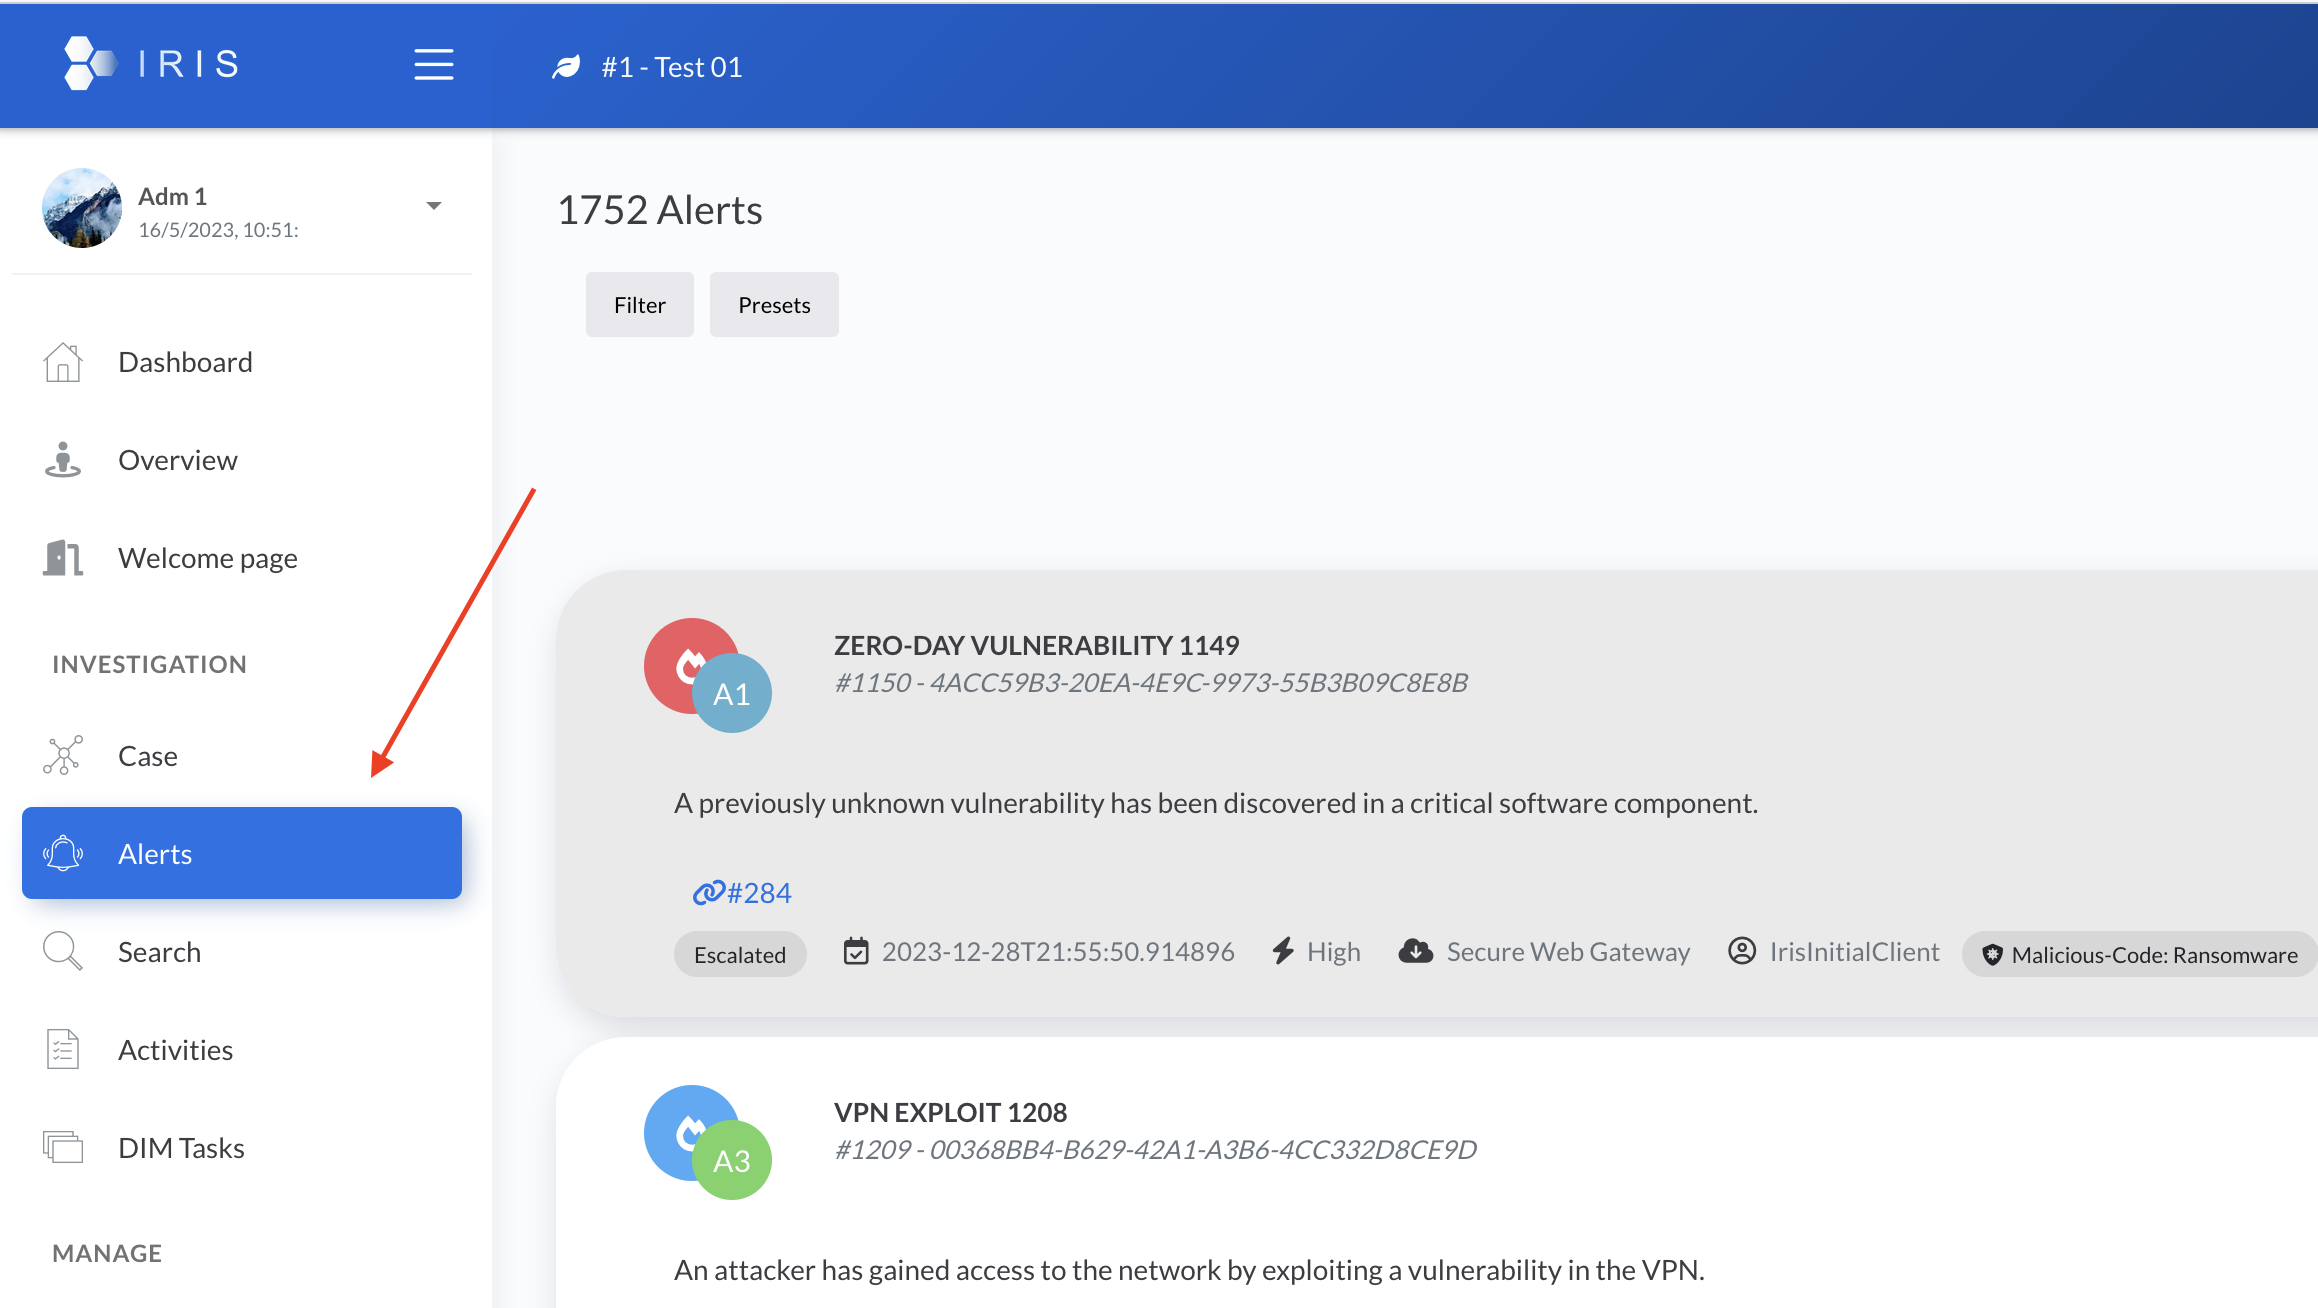 IRIS
#1 - Test 01
Adm 1
16/5/2023, 10:51:
Dashboard
Overview
Welcome page
INVESTIGATION
Case
Alerts
Search
Activities
DIM Tasks
MANAGE
1752 Alerts
Filter Presets
ZERO-DAY VULNERABILITY 1149
#1150 - 4ACC59B3-20EA-4E9C-9973-55B3B09C8E8B
A1
A previously unknown vulnerability has been discovered in a critical software component.
#284
Escalated 2023-12-28T21:55:50.914896 High Secure Web Gateway IrisInitialClient Malicious-Code: Ransomware
VPN EXPLOIT 1208
#1209 - 00368BB4-B629-42A1-A3B6-4CC332D8CE9D
A3
An attacker has gained access to the network by exploiting a vulnerability in the VPN.